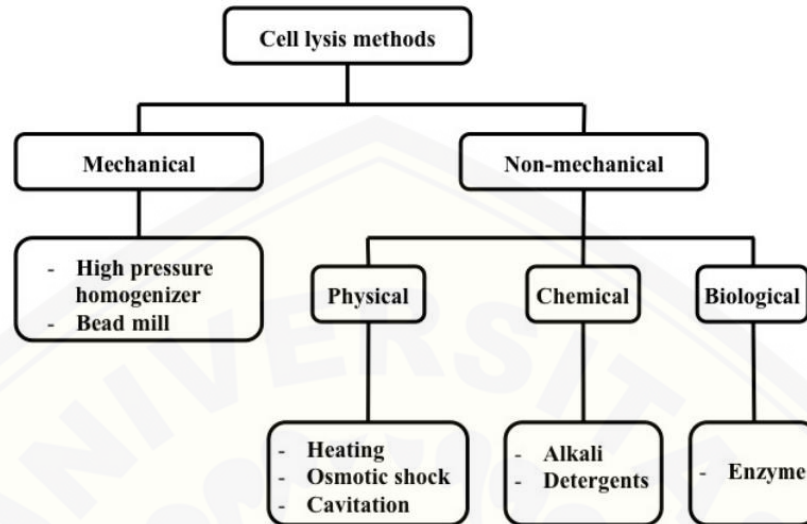 Cell lysis methods
Mechanical
Non-mechanical
- High pressure
homogenizer
- Bead mill
Physical
Chemical
Biological
- Heating
- Osmotic shock
- Cavitation
- Alkali
- Detergents
- Enzyme
UNIVERSITAS